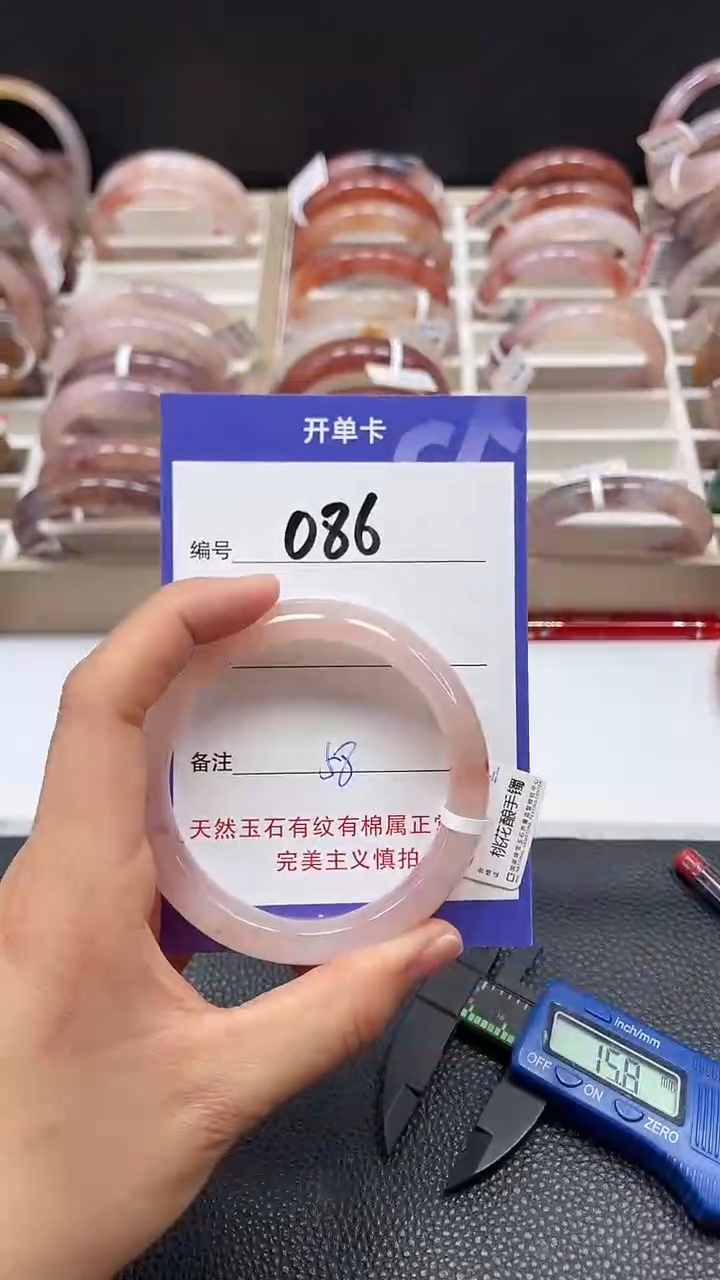 开单卡
编号 086
备注 58
天然玉石有纹有棉属正常
完美主义慎拍
桃花酿手镯
inch/mm
15.8 mm
OFF
ON
ZERO